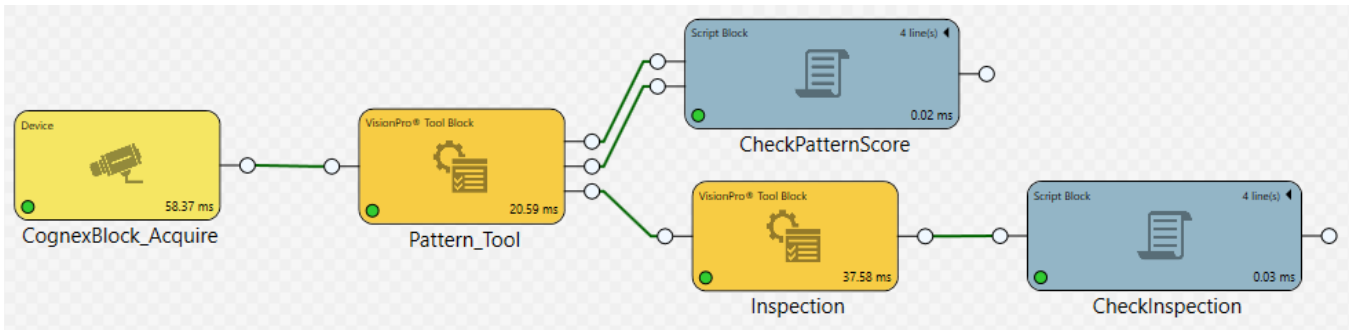 Device
58.37 ms
CognexBlock_Acquire
VisionPro® Tool Block
20.59 ms
Pattern_Tool
Script Block 4 line(s)
0.02 ms
CheckPatternScore
VisionPro® Tool Block
37.58 ms
Inspection
Script Block 4 line(s)
0.03 ms
CheckInspection